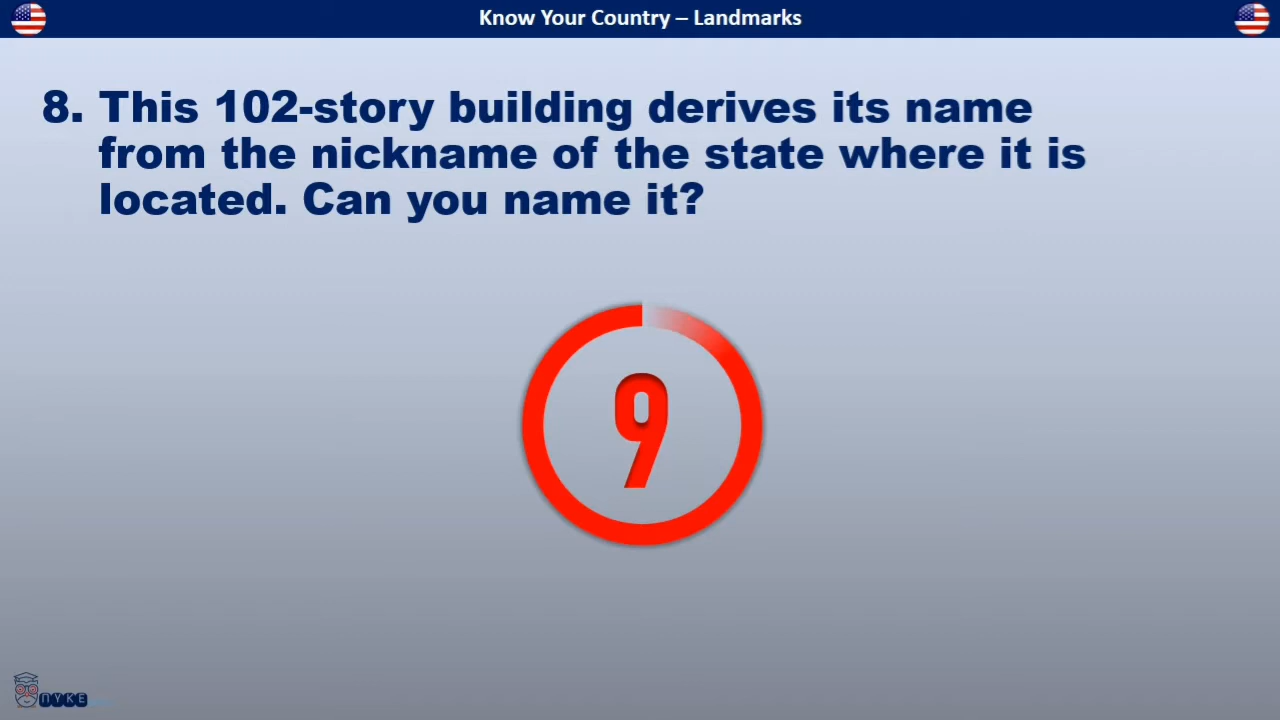 Know Your Country – Landmarks
8. This 102-story building derives its name
from the nickname of the state where it is
located. Can you name it?
9
NYKE